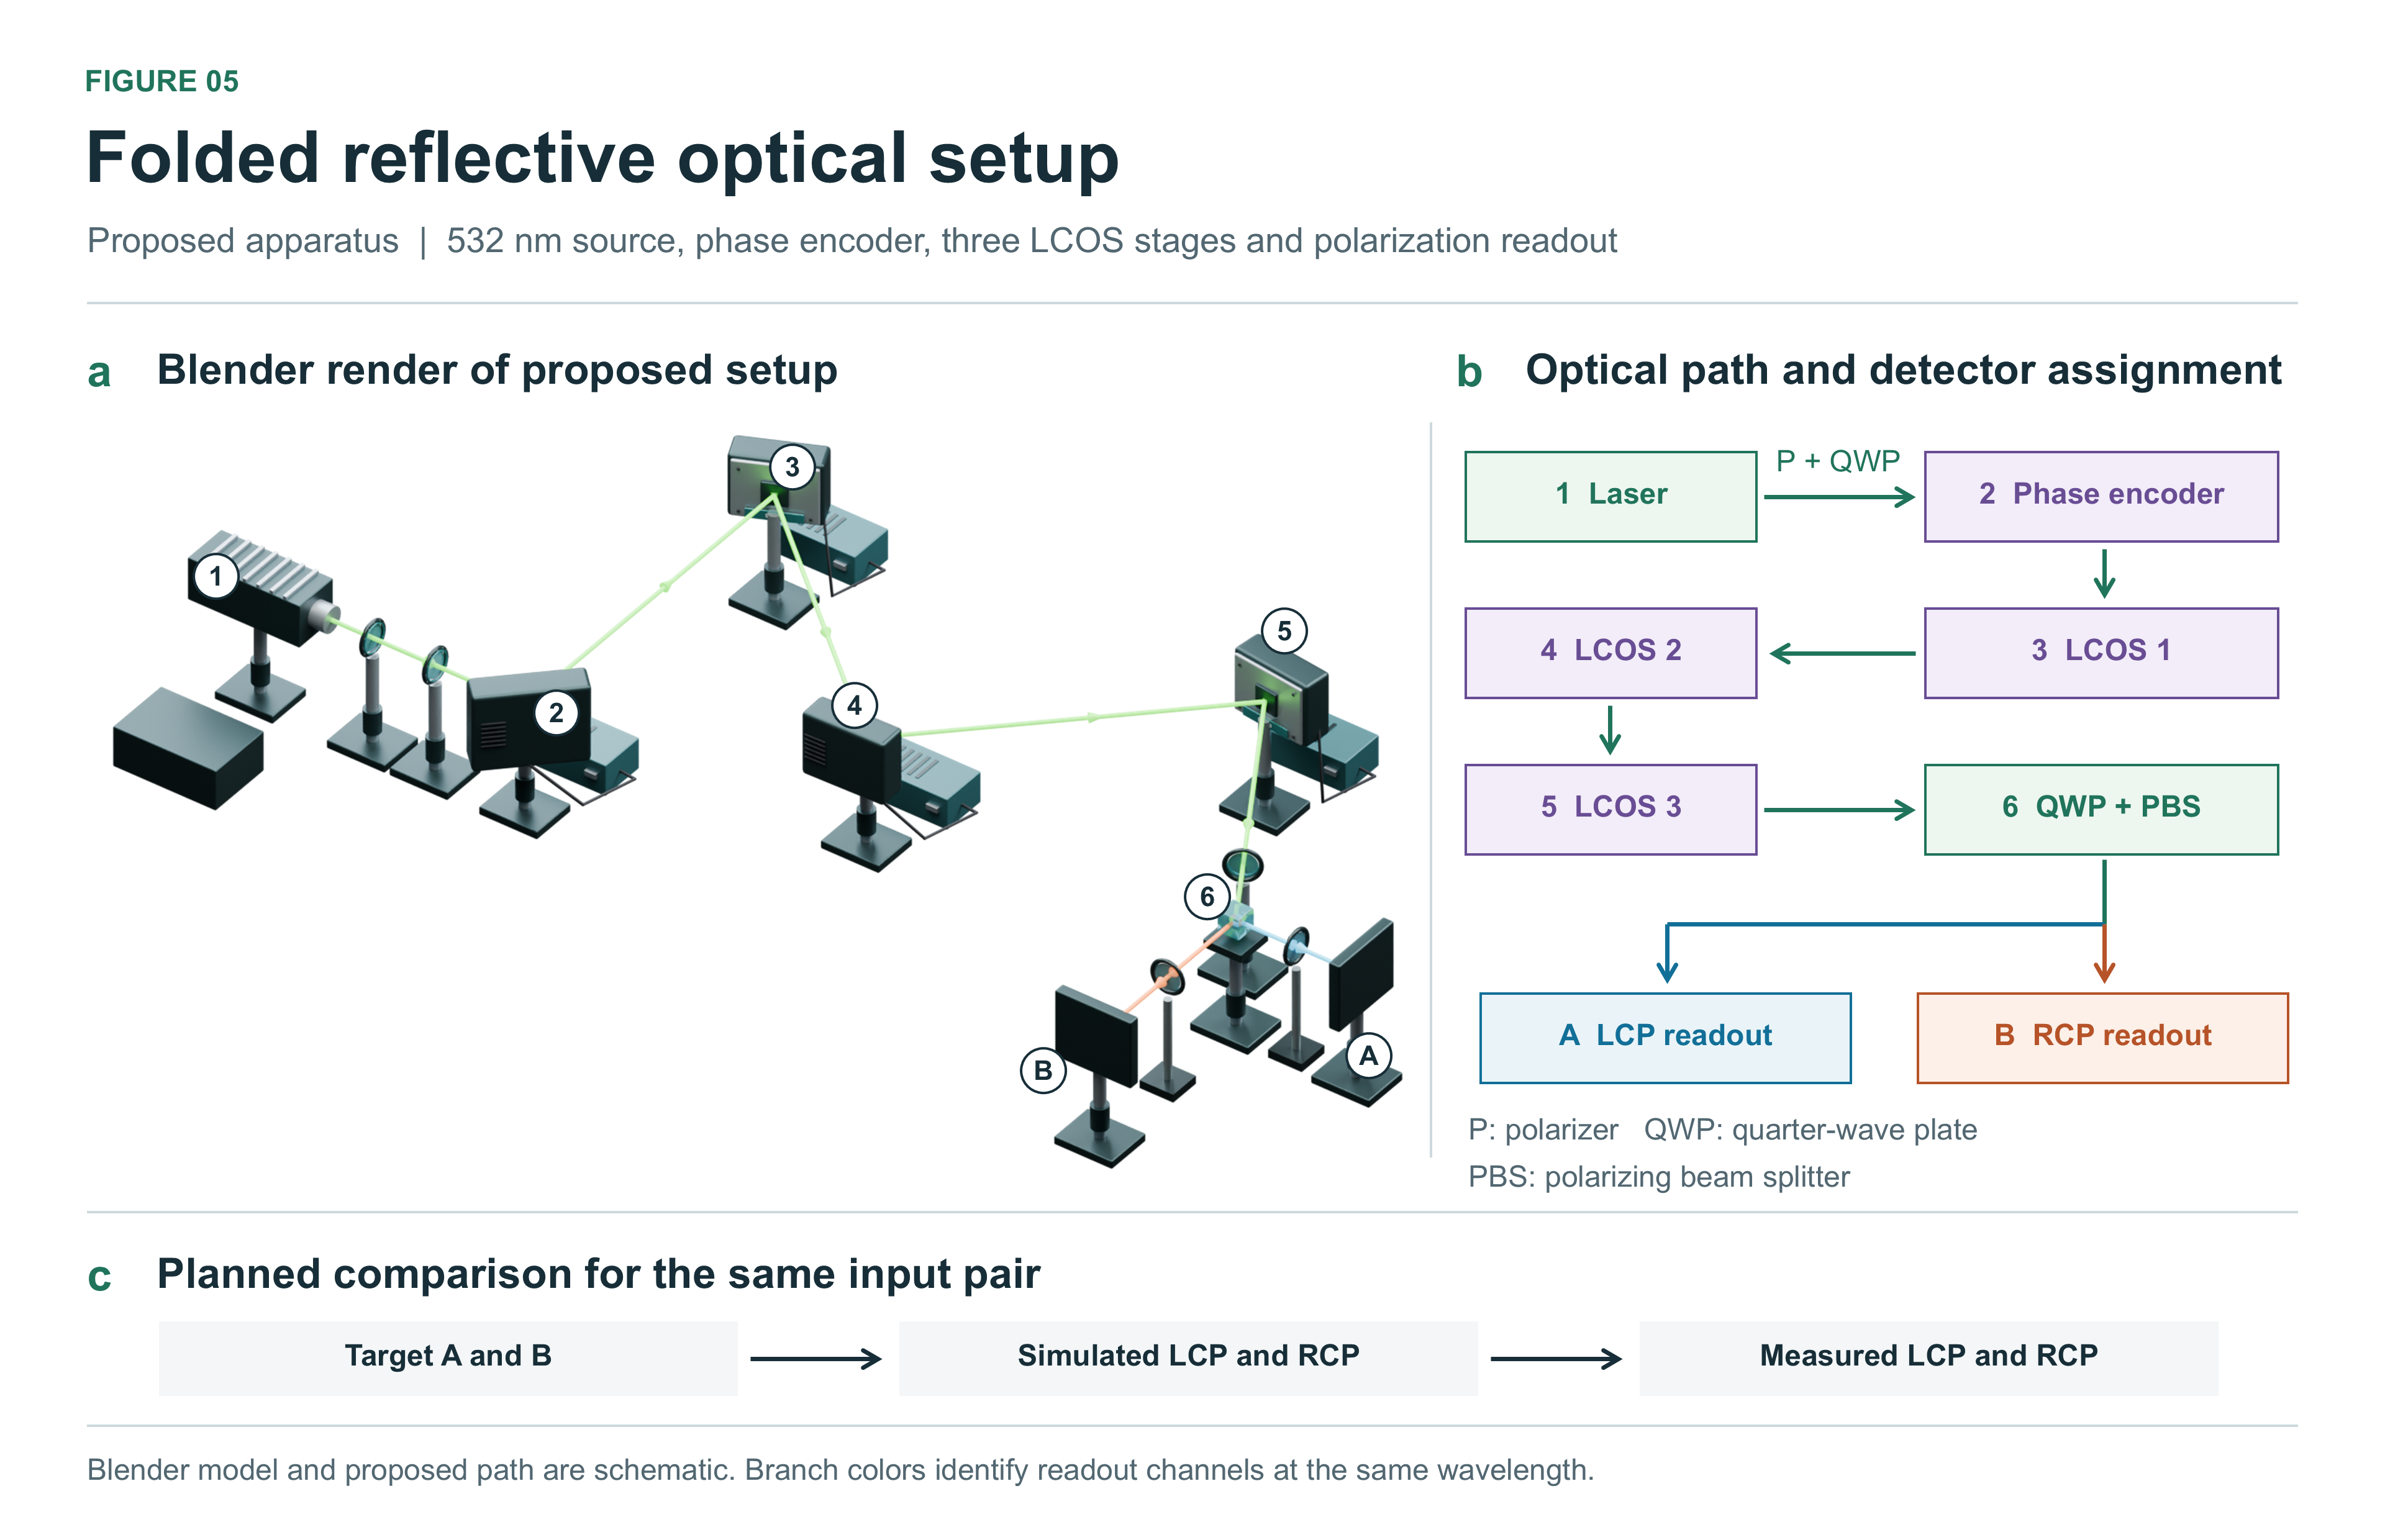 FIGURE 05
Folded reflective optical setup
Proposed apparatus | 532 nm source, phase encoder, three LCOS stages and polarization readout
a Blender render of proposed setup
1
2
3
4
5
6
B
A
b Optical path and detector assignment
1 Laser
P + QWP
2 Phase encoder
4 LCOS 2
3 LCOS 1
5 LCOS 3
6 QWP + PBS
A LCP readout
B RCP readout
P: polarizer QWP: quarter-wave plate
PBS: polarizing beam splitter
c Planned comparison for the same input pair
Target A and B
Simulated LCP and RCP
Measured LCP and RCP
Blender model and proposed path are schematic. Branch colors identify readout channels at the same wavelength.